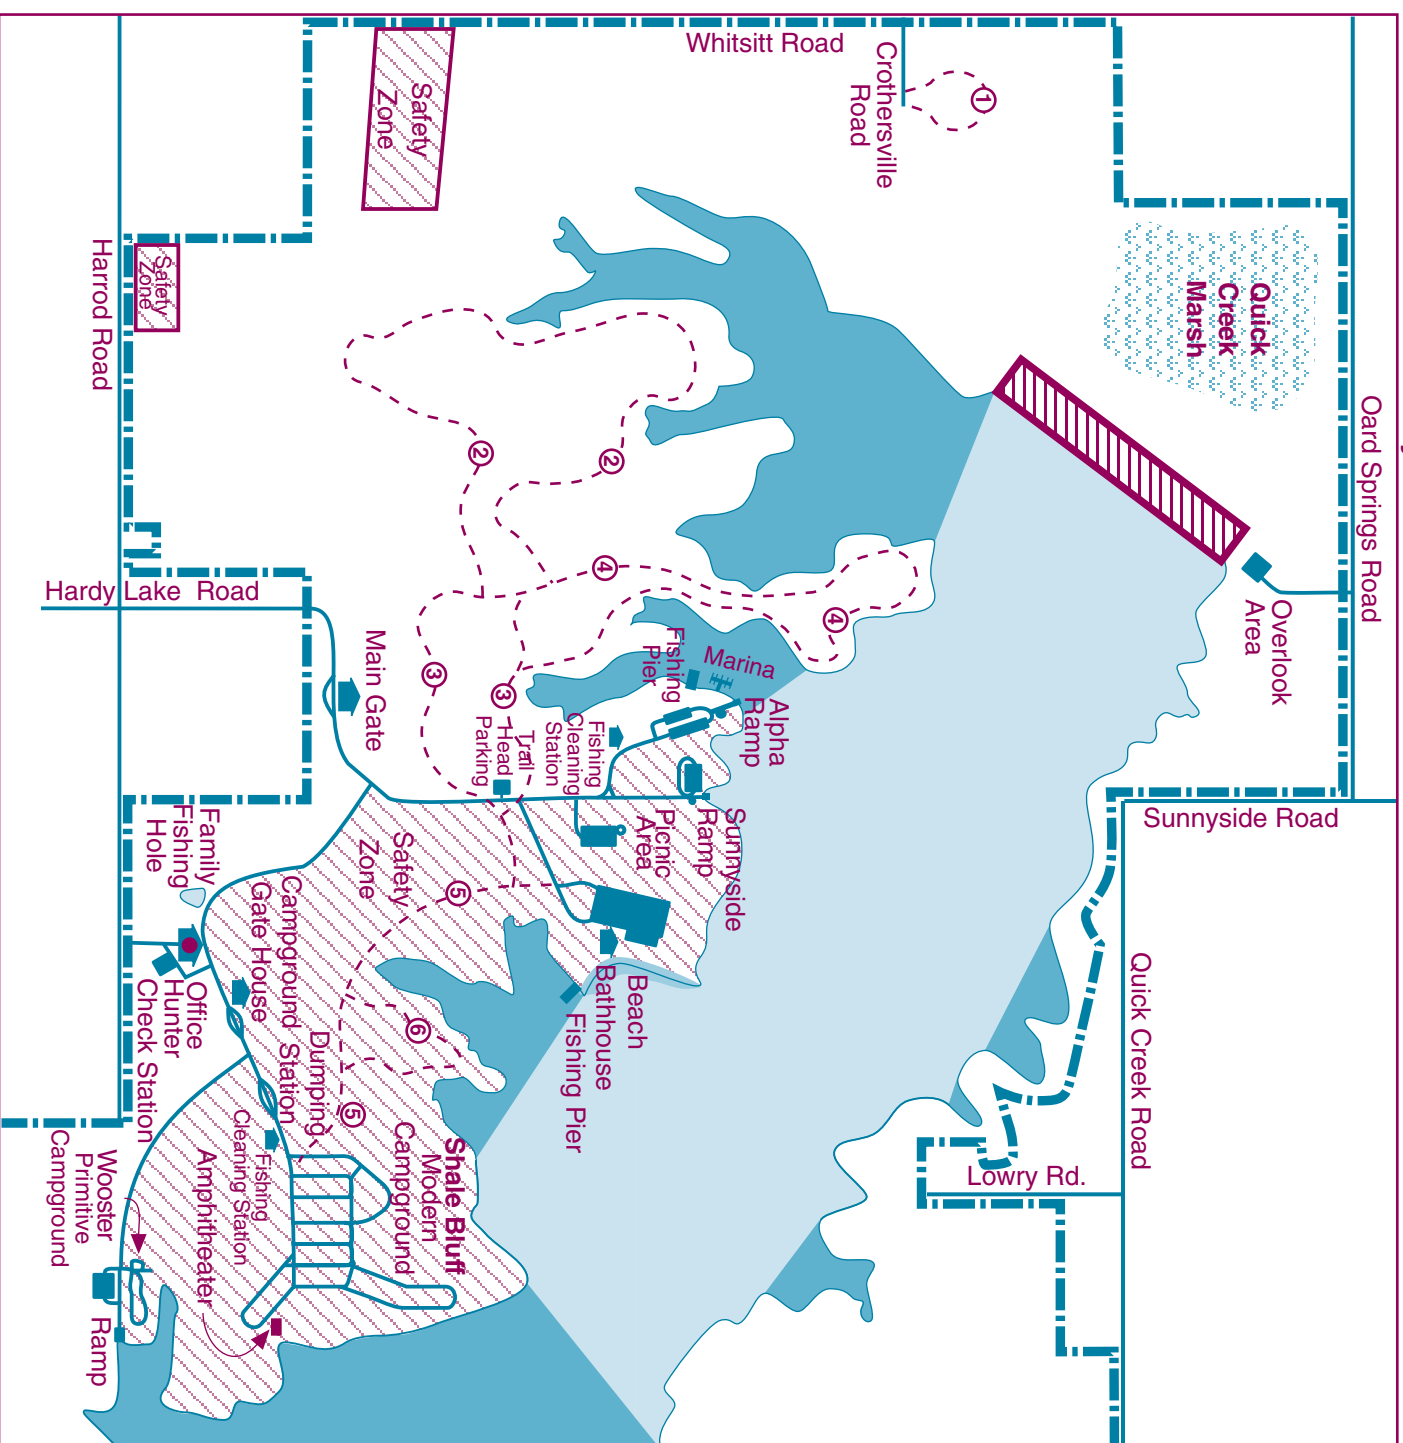 Whitsitt Road
Crothersville
Road
1
Safety
Zone
Quick
Creek
Marsh
Harrod Road
Safety
Zone
Oard Springs Road
2
2
Hardy Lake Road
4
4
Overlook
Area
Main Gate
3
3
Fishing
Pier
Marina
Alpha
Ramp
Trail
Head
Parking
Fishing
Cleaning
Station
Sunnyside
Ramp
Picnic
Area
Sunnyside Road
Family
Fishing
Hole
Safety
Zone
5
Campground
Gate House
Office
Hunter
Check Station
Beach
Bathhouse
Fishing Pier
Quick Creek Road
6
5
Dumping
Station
Lowry Rd.
Shale Bluff
Modern
Campground
Fishing
Cleaning Station
Amphitheater
Wooster
Primitive
Campground
Ramp